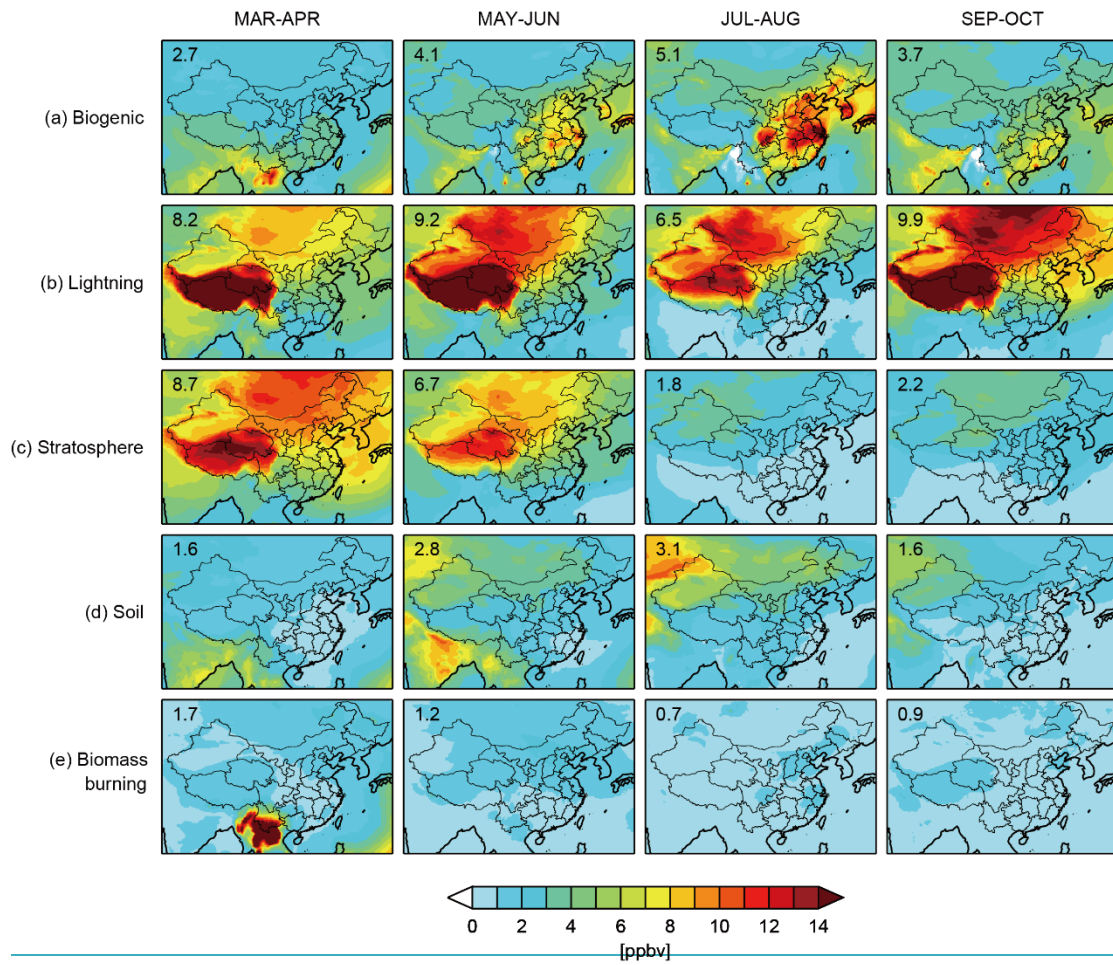 MAR-APR MAY-JUN JUL-AUG SEP-OCT
(a) Biogenic 2.7 4.1 5.1 3.7
(b) Lightning 8.2 9.2 6.5 9.9
(c) Stratosphere 8.7 6.7 1.8 2.2
(d) Soil 1.6 2.8 3.1 1.6
(e) Biomass
burning 1.7 1.2 0.7 0.9
0 2 4 6 8 10 12 14
[ppbv]